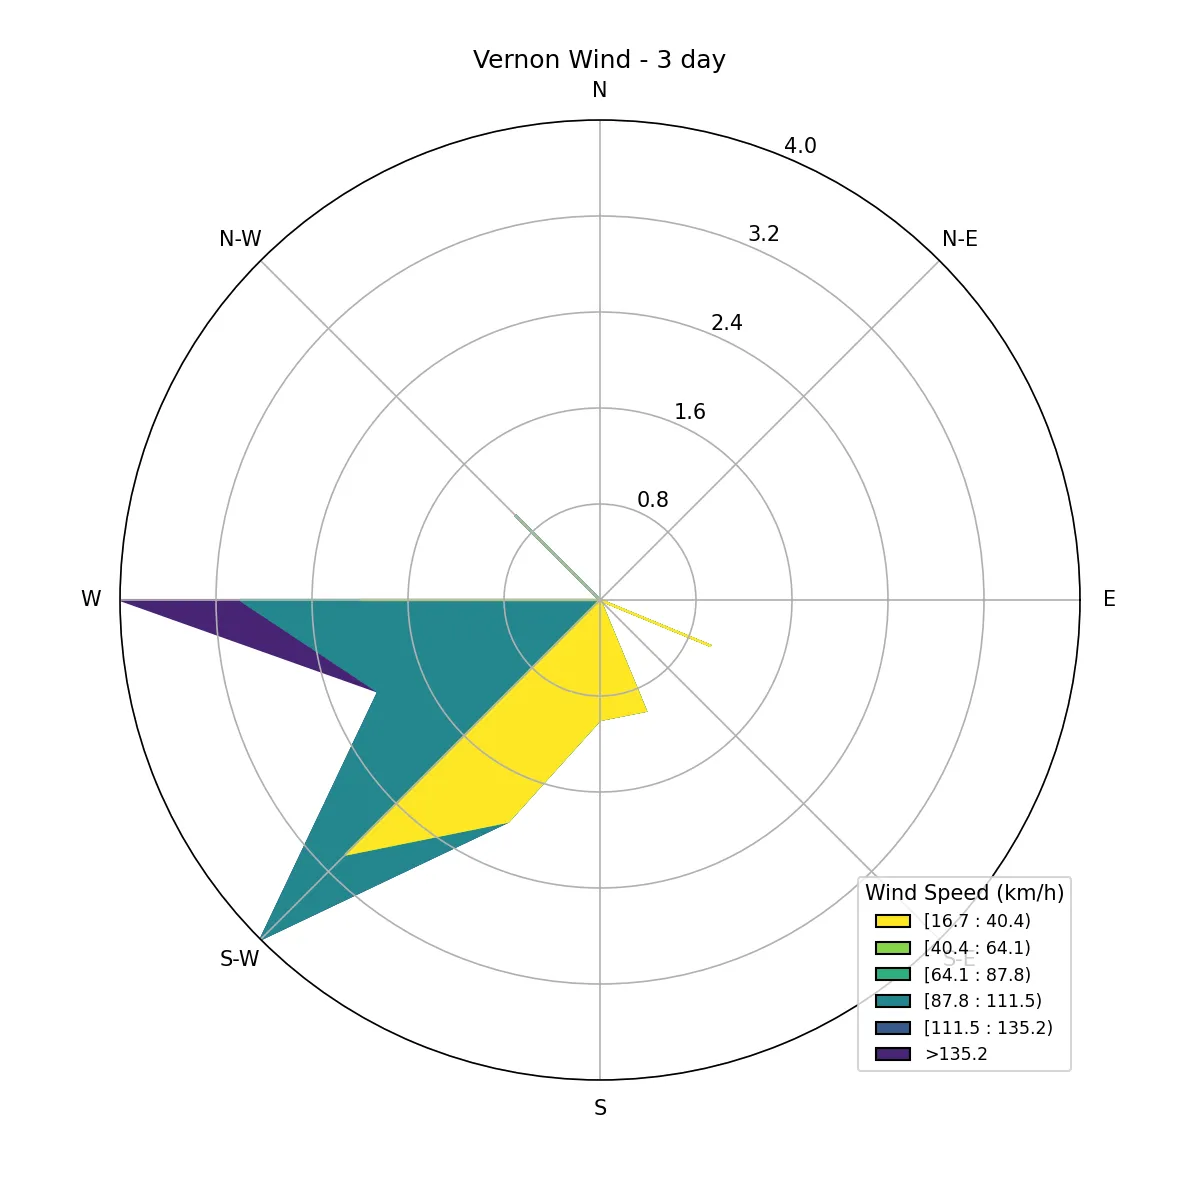 Vernon Wind - 3 day
N
4.0
N-W
3.2
N-E
2.4
1.6
0.8
W
E
Wind Speed (km/h)
[16.7 : 40.4)
[40.4 : 64.1)
S-W
S-E
[64.1 : 87.8)
[87.8 : 111.5)
[111.5 : 135.2)
>135.2
S